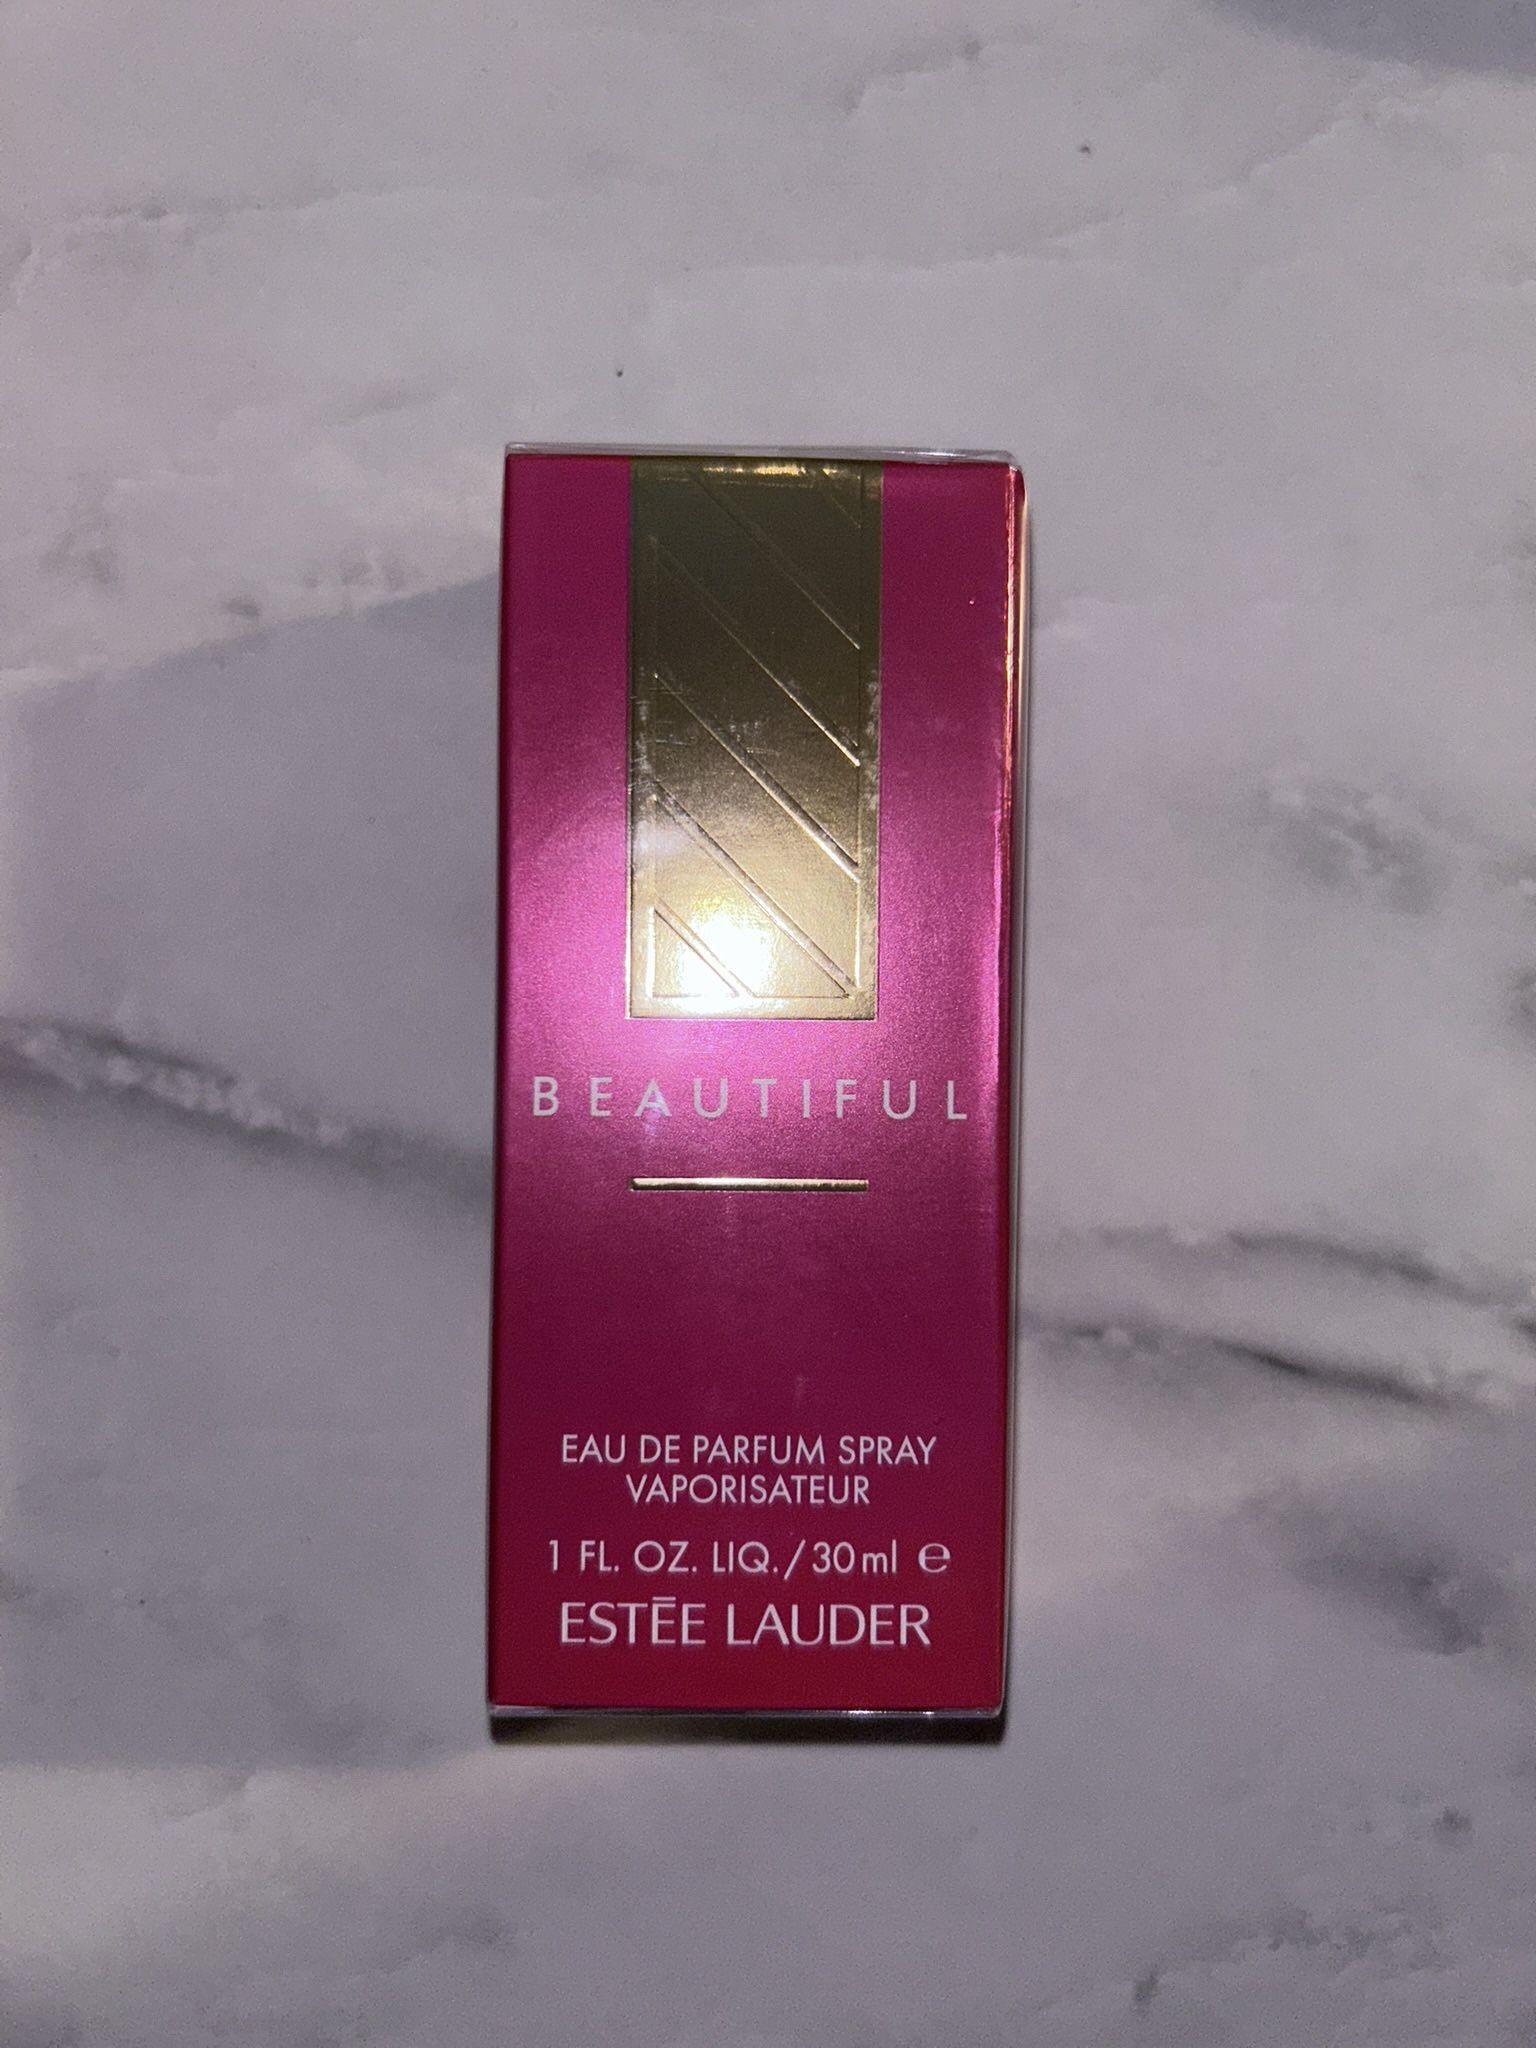 BEAUTIFUL
EAU DE PARFUM SPRAY
VAPORISATEUR
1 FL. OZ. LIQ./30ml ℮
ESTĒE LAUDER